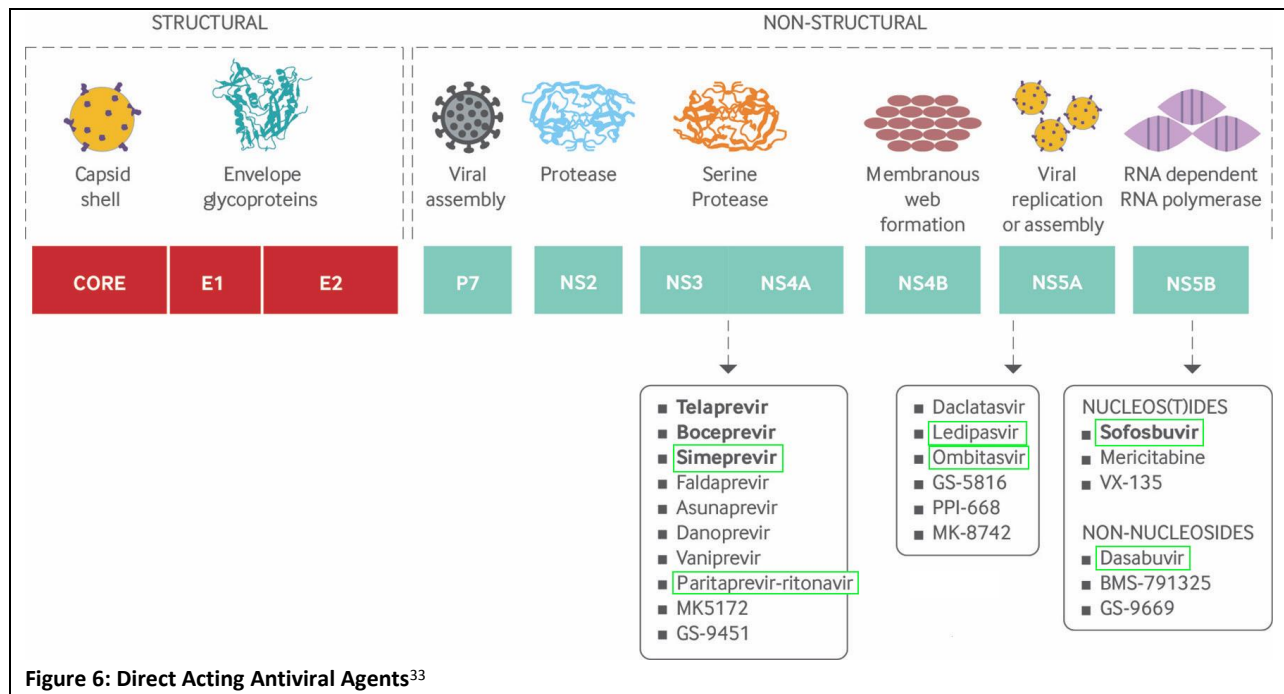 STRUCTURAL
NON-STRUCTURAL
Capsid
shell
Envelope
glycoproteins
Viral
assembly
Protease
Serine
Protease
Membranous
web
formation
Viral
replication
or assembly
RNA dependent
RNA polymerase
CORE
E1
E2
P7
NS2
NS3
NS4A
NS4B
NS5A
NS5B
■ Telaprevir
■ Boceprevir
■ Simeprevir
■ Faldaprevir
■ Asunaprevir
■ Danoprevir
■ Vaniprevir
■ Paritaprevir-ritonavir
■ MK5172
■ GS-9451
■ Daclatasvir
■ Ledipasvir
■ Ombitasvir
■ GS-5816
■ PPI-668
■ MK-8742
NUCLEOS(T)IDES
■ Sofosbuvir
■ Mericitabine
■ VX-135
NON-NUCLEOSIDES
■ Dasabuvir
■ BMS-791325
■ GS-9669
Figure 6: Direct Acting Antiviral Agents³³